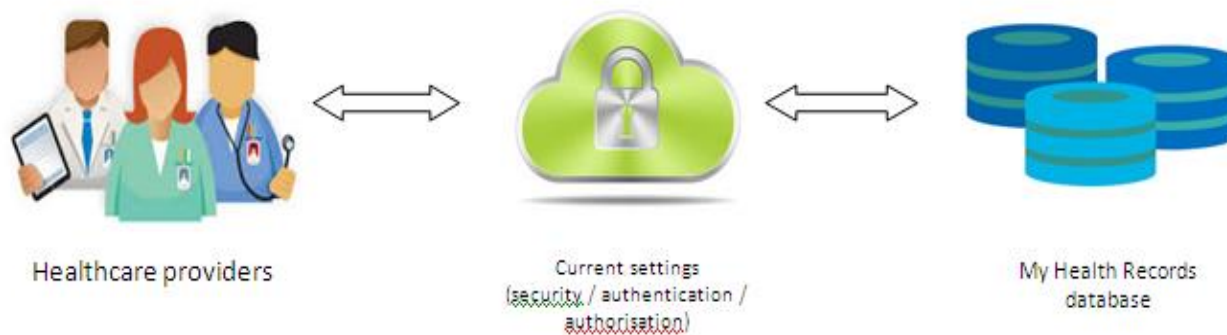 Healthcare providers
Current settings
(security / authentication /
authorisation)
My Health Records
database